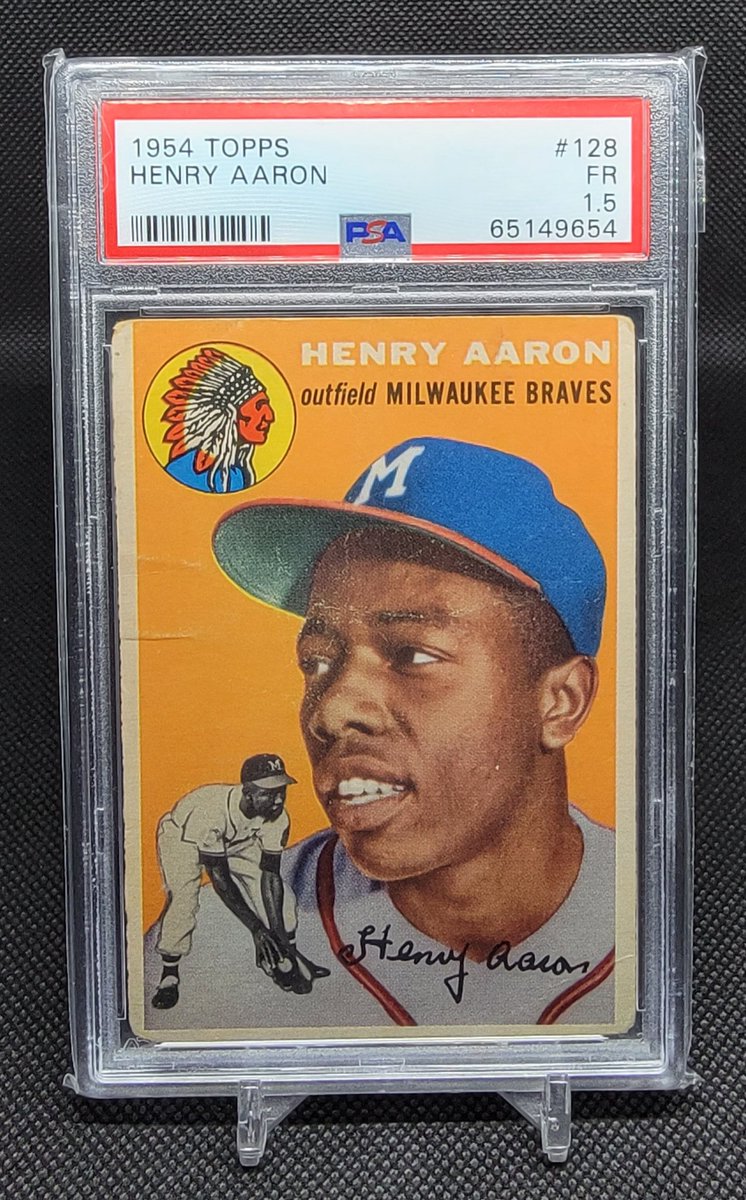 1954 TOPPS #128
HENRY AARON FR
1.5
PSA 65149654
HENRY AARON
outfield MILWAUKEE BRAVES
M
M
Henry Aaron